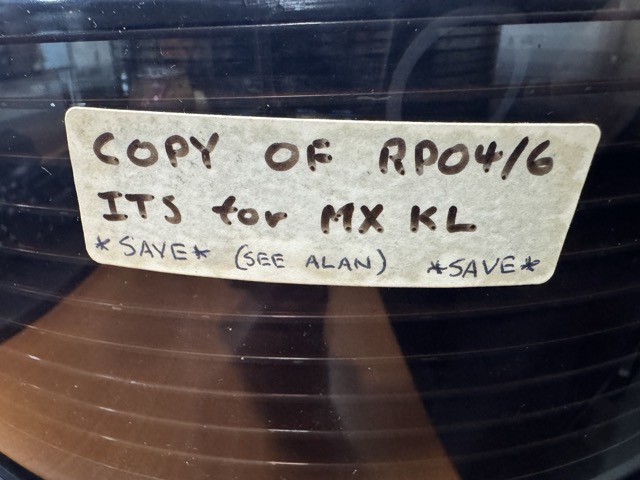 COPY OF RP04/6
ITS for MX KL
*SAVE* (SEE ALAN) *SAVE*